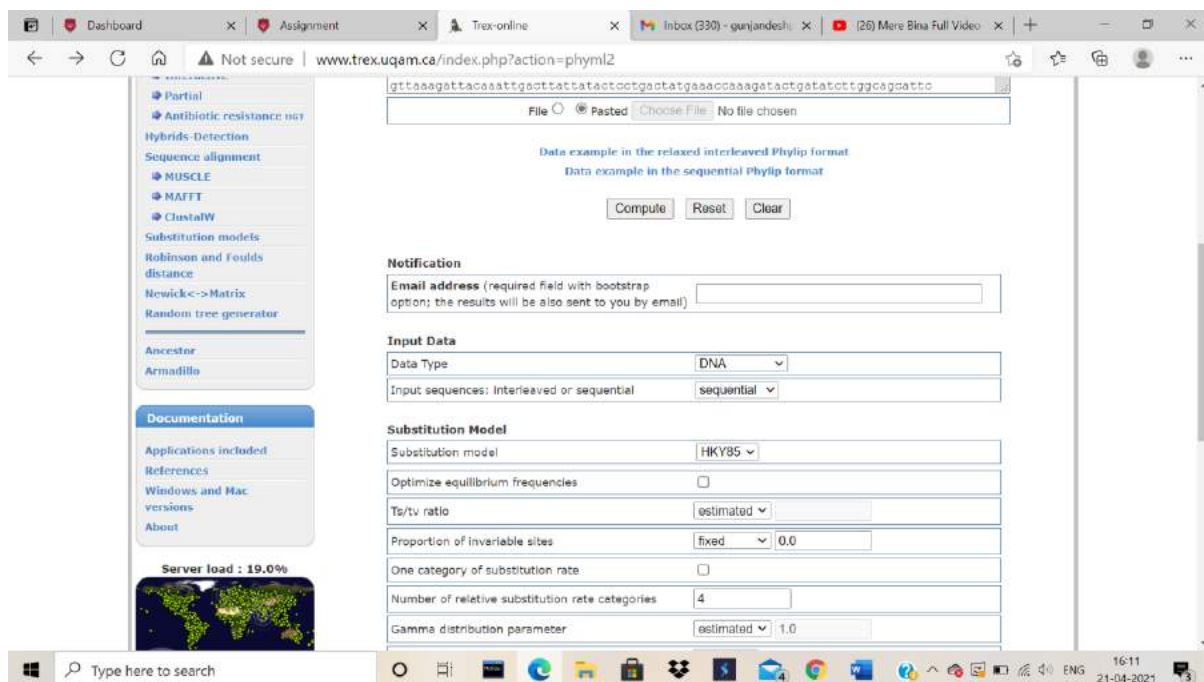 Dashboard
Assignment
Trex-online
Inbox (330) - gunjandesh
(26) Mere Bina Full Video
Not secure | www.trex.uqam.ca/index.php?action=phyml2
Partial
Antibiotic resistance HGT
Hybrids-Detection
Sequence alignment
MUSCLE
MAFFT
ClustalW
Substitution models
Robinson and Foulds
distance
Newick<->Matrix
Random tree generator
Ancestor
Armadillo
Documentation
Applications included
References
Windows and Mac
versions
About
Server load : 19.0%
gttaaagattacaaattgacttattatactcctgactatgaaaccaaagatactgatatcttggcagcattc
File Pasted Choose File No file chosen
Data example in the relaxed interleaved Phylip format
Data example in the sequential Phylip format
Compute Reset Clear
Notification
Email address (required field with bootstrap
option; the results will be also sent to you by email)
Input Data
Data Type DNA
Input sequences: interleaved or sequential sequential
Substitution Model
Substitution model HKY85
Optimize equilibrium frequencies
Ts/tv ratio estimated
Proportion of invariable sites fixed 0.0
One category of substitution rate
Number of relative substitution rate categories 4
Gamma distribution parameter estimated 1.0
Type here to search
ENG
16:11
21-04-2021